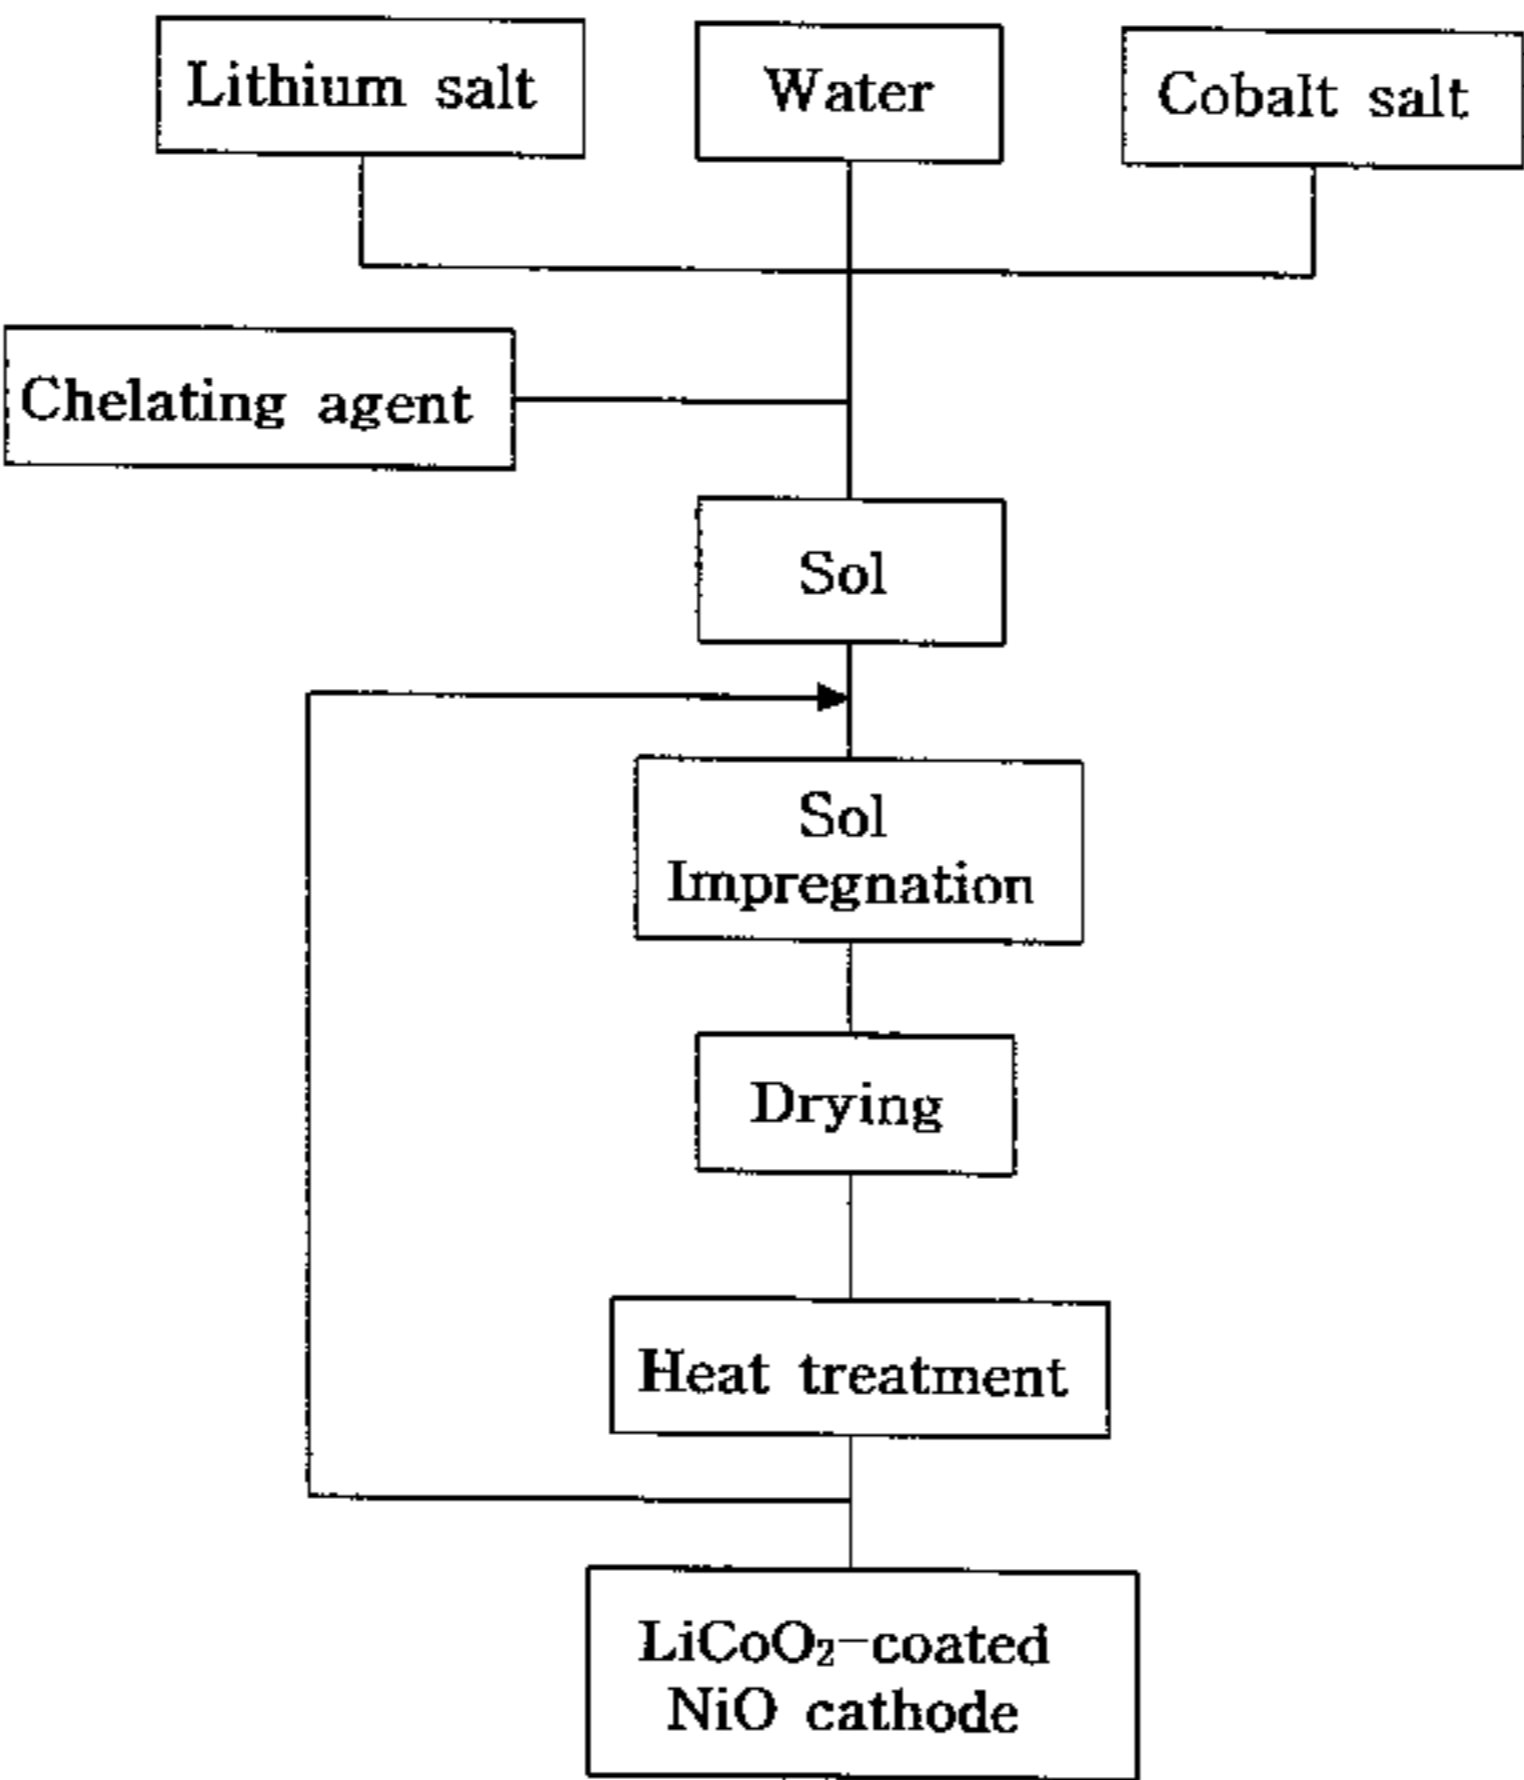 Lithium salt
Water
Cobalt salt
Chelating agent
Sol
Sol
Impregnation
Drying
Heat treatment
LiCoO₂-coated
NiO cathode